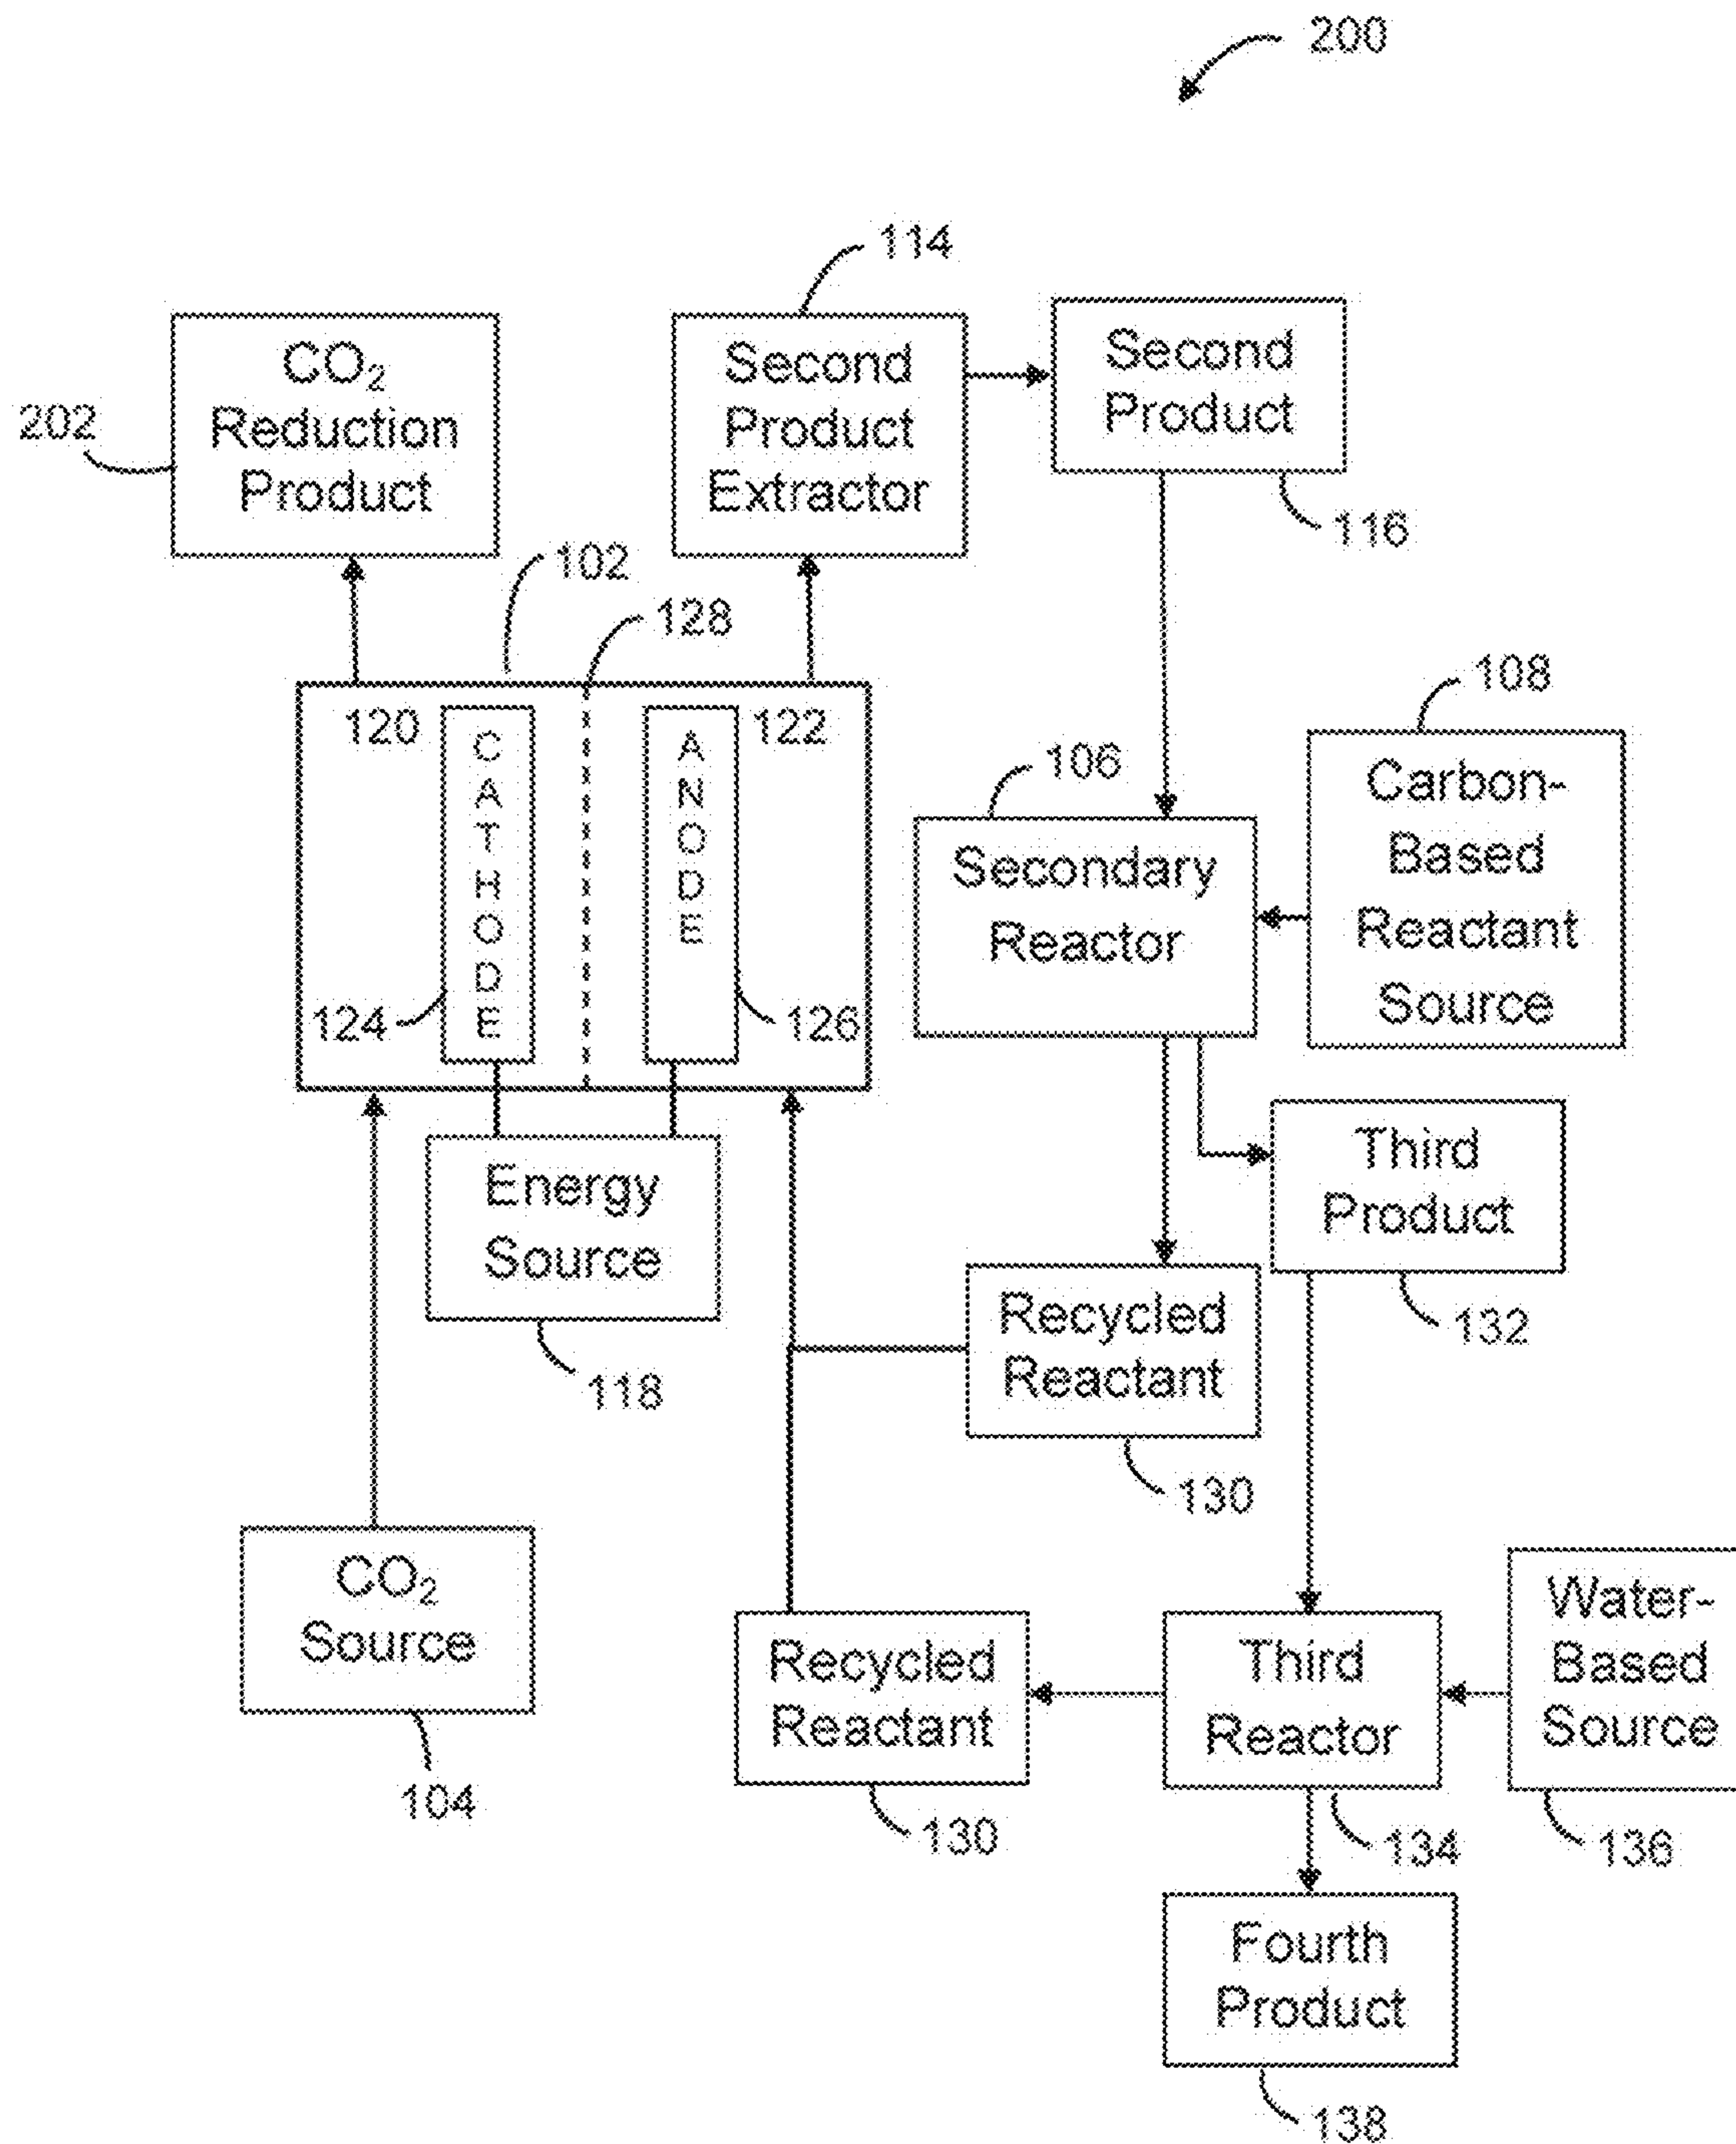 200
114
CO₂
Reduction
Product
202
Second
Product
Extractor
Second
Product
116
102
128
108
120
CATHODE
ANODE
122
124
126
106
Secondary
Reactor
Carbon-
Based
Reactant
Source
Energy
Source
118
Third
Product
132
Recycled
Reactant
130
CO₂
Source
104
Recycled
Reactant
130
Third
Reactor
134
Water-
Based
Source
136
Fourth
Product
138